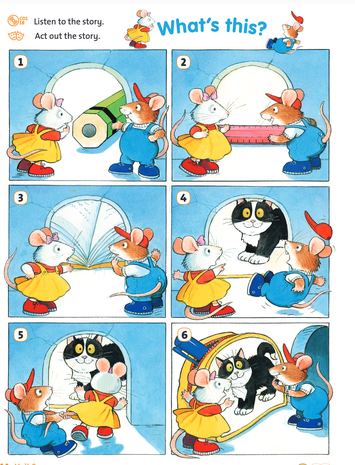 Listen to the story.
Act out the story.
What's this?
1
2
3
4
5
6